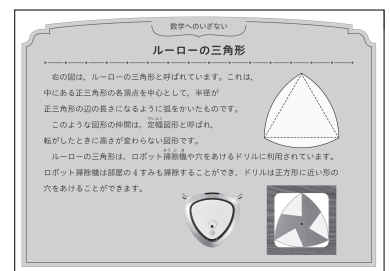 数学へのいざない
ルーローの三角形
右の図は，ルーローの三角形と呼ばれています。これは，
中にある正三角形の各頂点を中心として，半径が
正三角形の辺の長さになるように弧をかいたものです。
このような図形の仲間は，定幅図形と呼ばれ，
転がしたときに高さが変わらない図形です。
ルーローの三角形は，ロボット掃除機や穴をあけるドリルに利用されています。
ロボット掃除機は部屋の4すみも掃除することができ，ドリルは正方形に近い形の
穴をあけることができます。